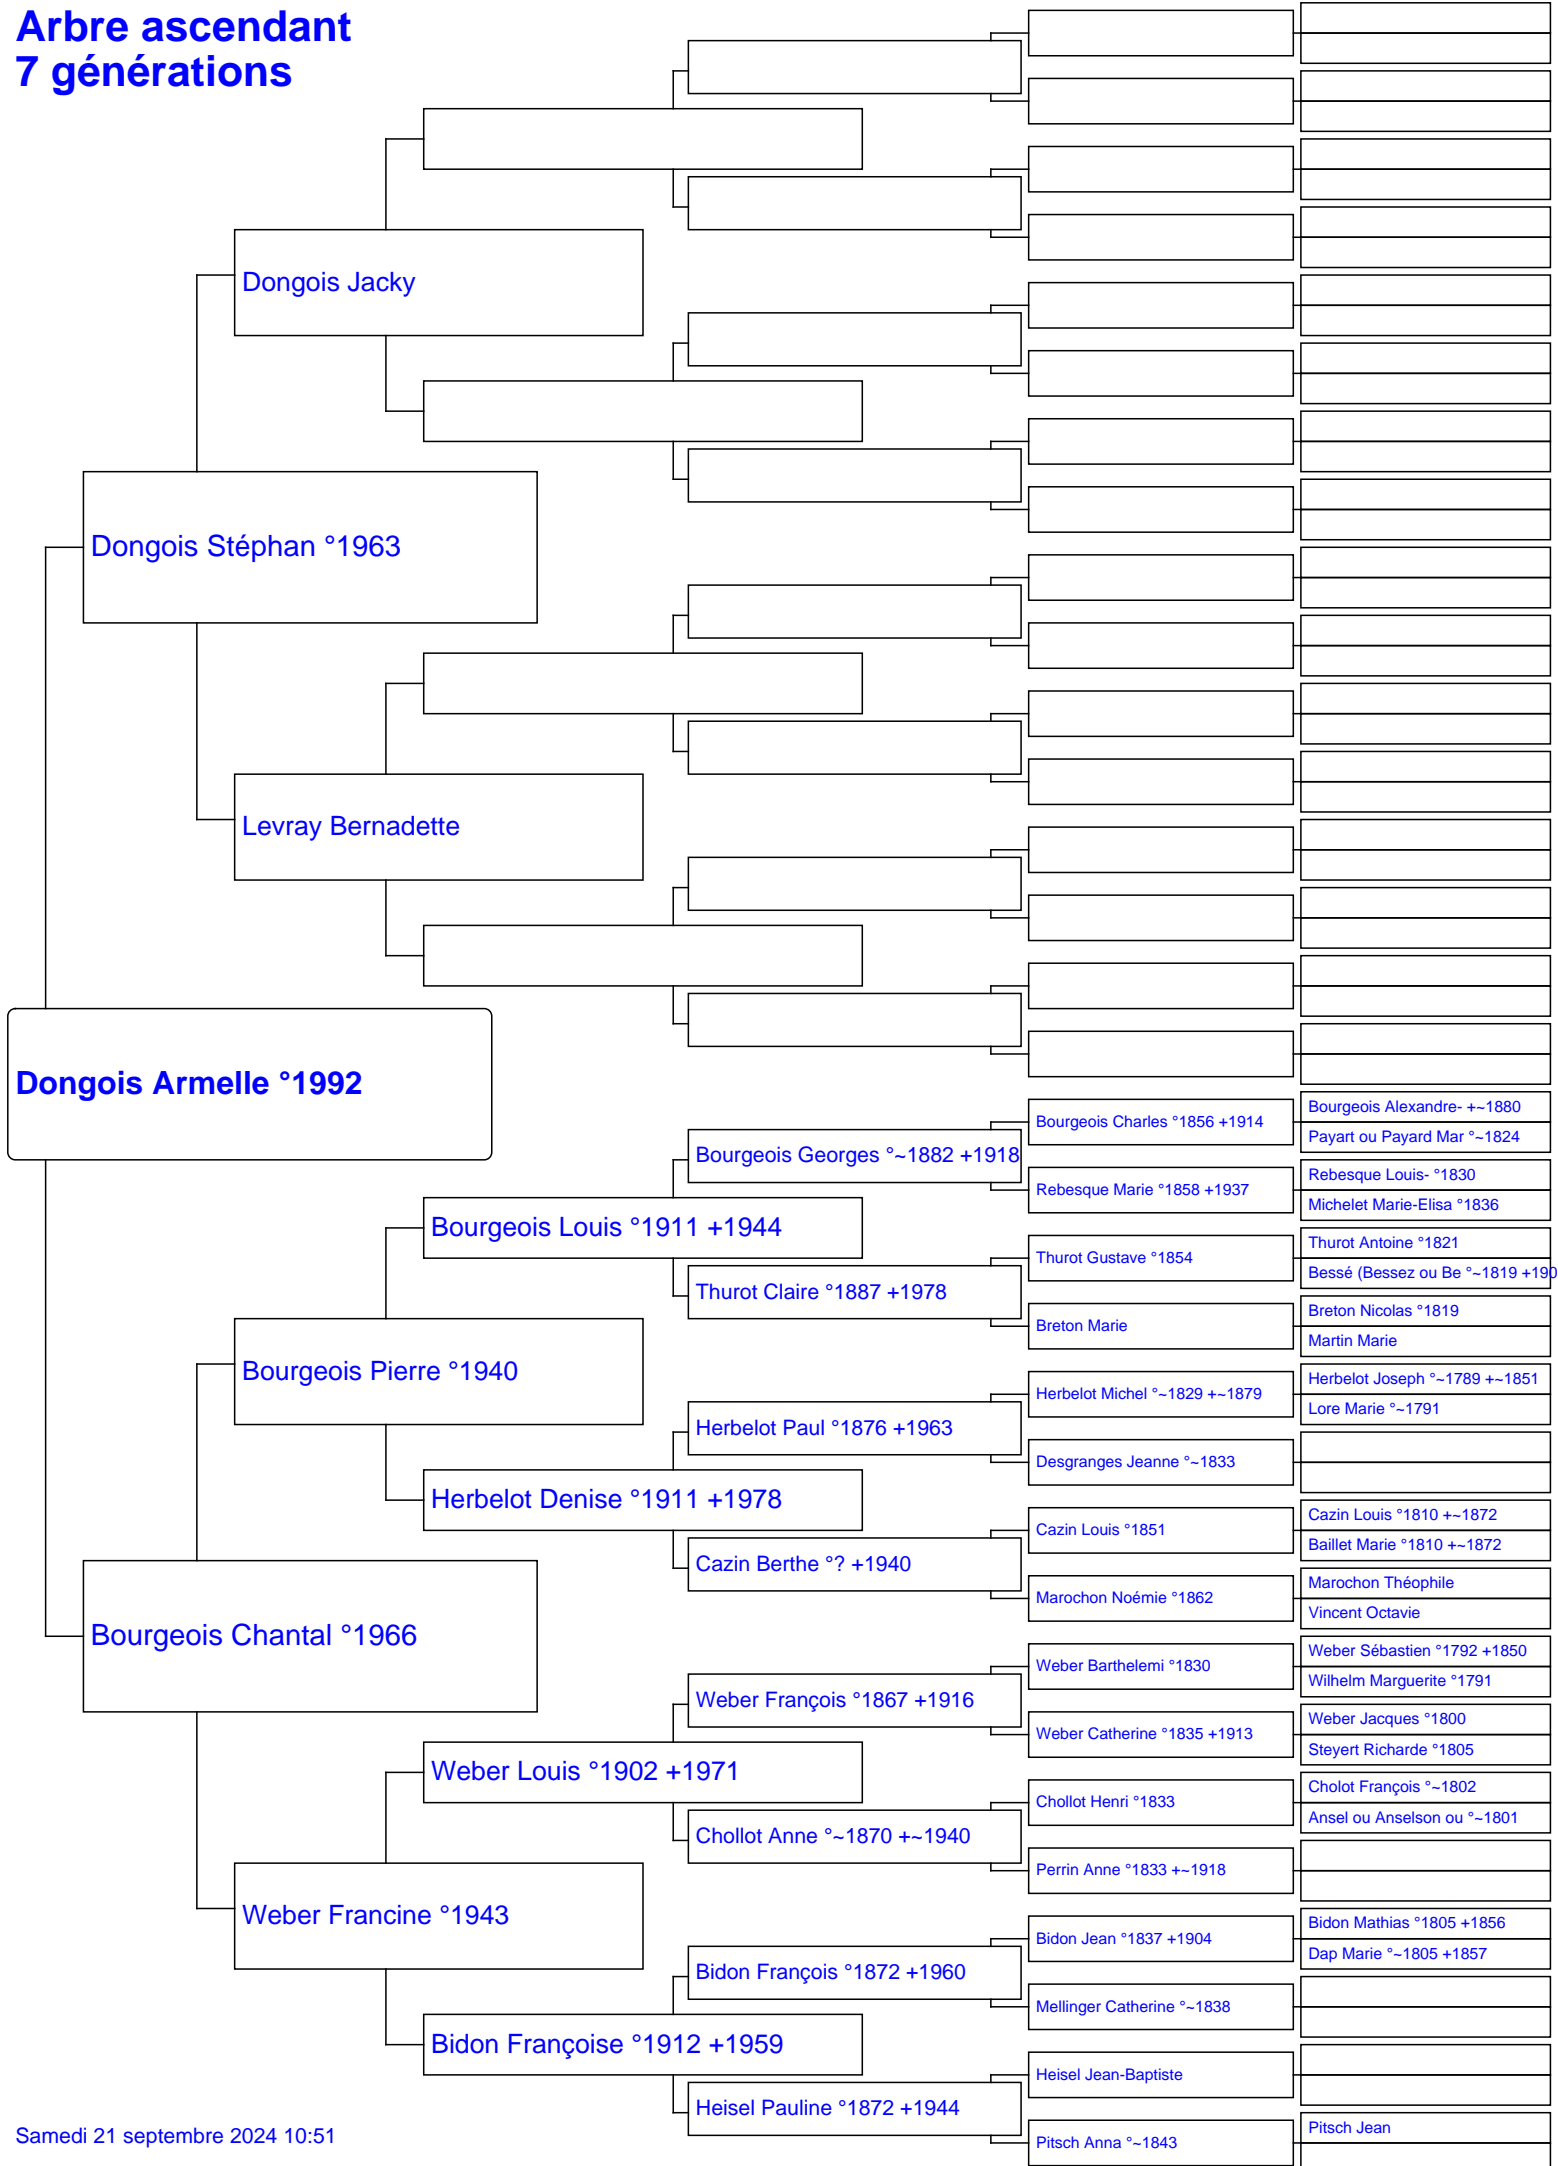 Arbre ascendant
7 générations
Dongois Jacky
Dongois Stéphan °1963
Levray Bernadette
Dongois Armelle °1992
Bourgeois Alexandre- +~1880
Bourgeois Charles °1856 +1914
Payart ou Payard Mar °~1824
Bourgeois Georges °~1882 +1918
Rebesque Louis- °1830
Rebesque Marie °1858 +1937
Michelet Marie-Elisa °1836
Bourgeois Louis °1911 +1944
Thurot Antoine °1821
Thurot Gustave °1854
Bessé (Bessez ou Be °~1819 +190
Thurot Claire °1887 +1978
Breton Nicolas °1819
Breton Marie
Martin Marie
Bourgeois Pierre °1940
Herbelot Joseph °~1789 +~1851
Herbelot Michel °~1829 +~1879
Lore Marie °~1791
Herbelot Paul °1876 +1963
Desgranges Jeanne °~1833
Herbelot Denise °1911 +1978
Cazin Louis °1810 +~1872
Cazin Louis °1851
Baillet Marie °1810 +~1872
Cazin Berthe °? +1940
Marochon Théophile
Marochon Noémie °1862
Vincent Octavie
Bourgeois Chantal °1966
Weber Sébastien °1792 +1850
Weber Barthelemi °1830
Wilhelm Marguerite °1791
Weber François °1867 +1916
Weber Jacques °1800
Weber Catherine °1835 +1913
Steyert Richarde °1805
Weber Louis °1902 +1971
Cholot François °~1802
Chollot Henri °1833
Ansel ou Anselson ou °~1801
Chollot Anne °~1870 +~1940
Perrin Anne °1833 +~1918
Weber Francine °1943
Bidon Mathias °1805 +1856
Bidon Jean °1837 +1904
Dap Marie °~1805 +1857
Bidon François °1872 +1960
Mellinger Catherine °~1838
Bidon Françoise °1912 +1959
Heisel Jean-Baptiste
Heisel Pauline °1872 +1944
Pitsch Jean
Pitsch Anna °~1843
Samedi 21 septembre 2024 10:51